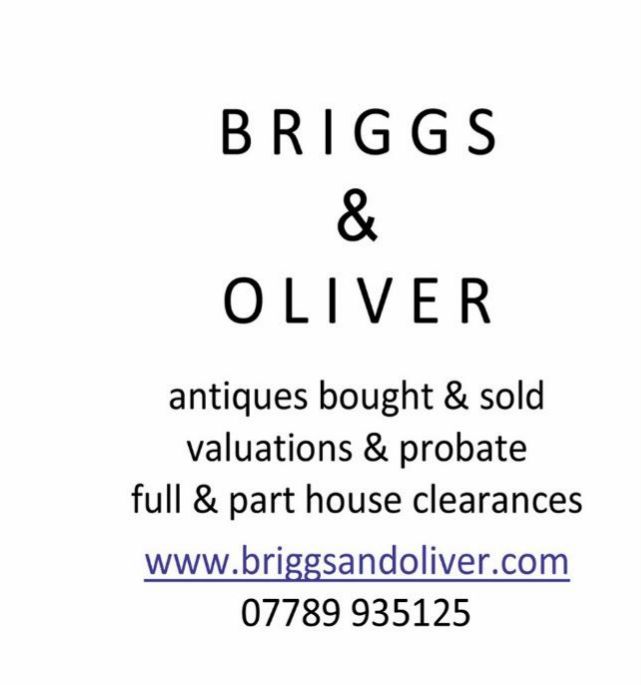 BRIGGS
&
OLIVER
antiques bought & sold
valuations & probate
full & part house clearances
www.briggsandoliver.com
07789 935125